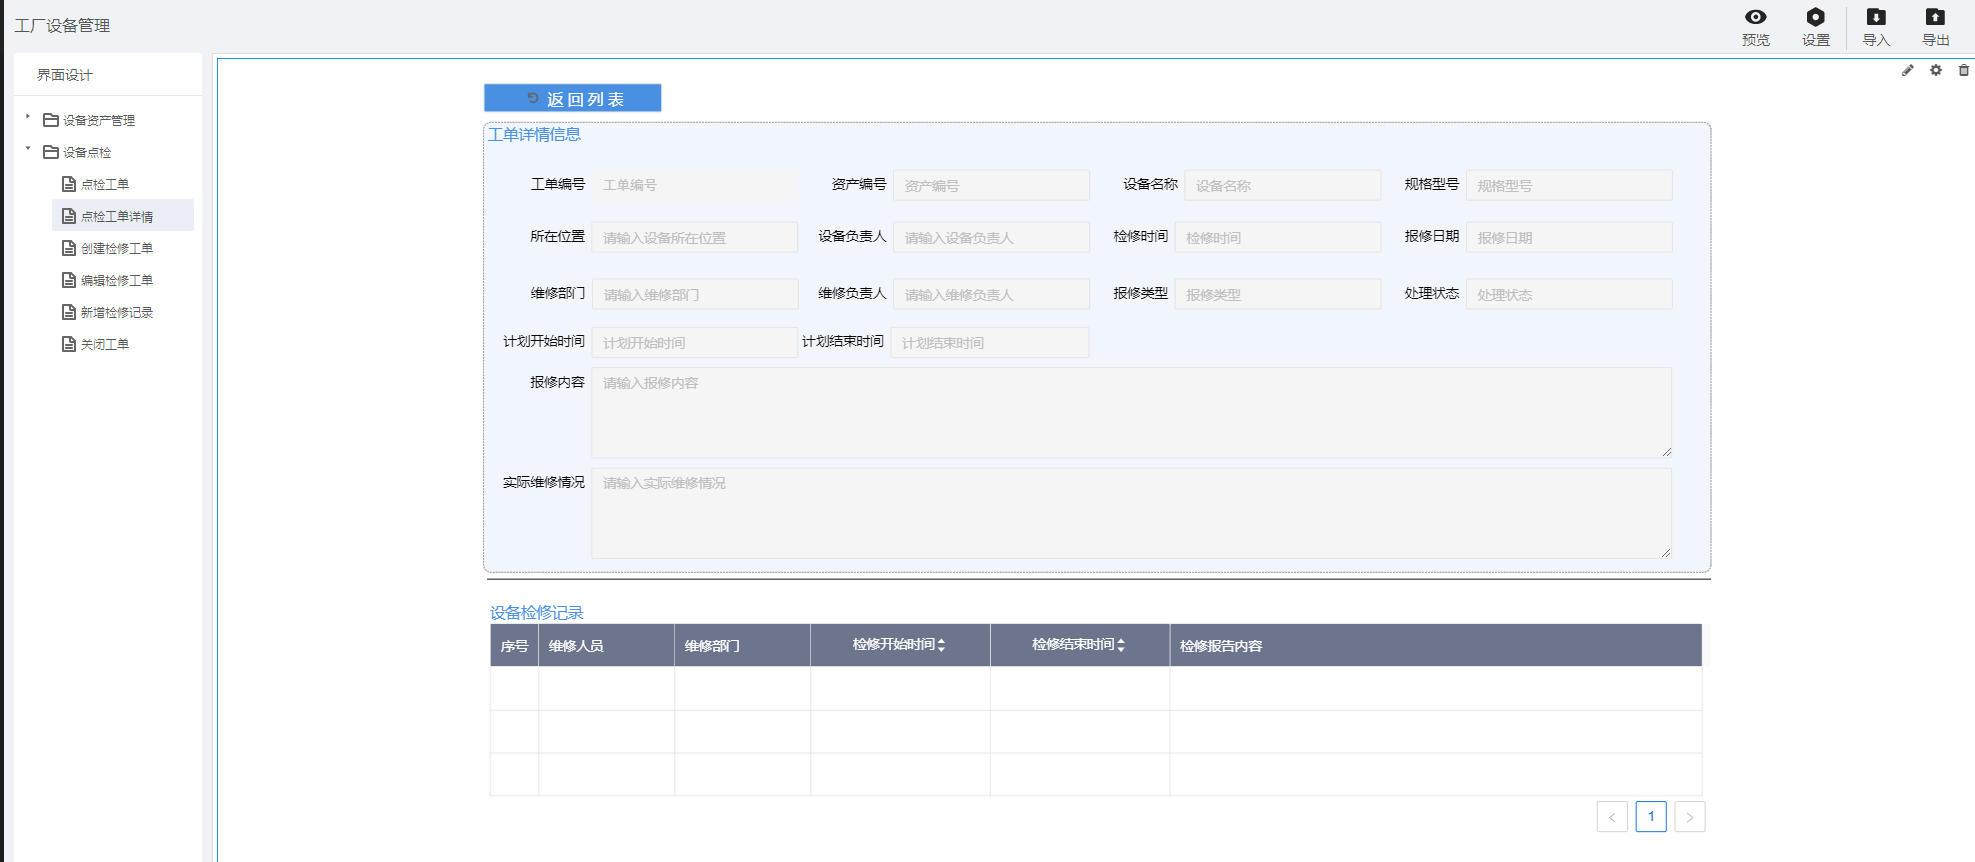 工厂设备管理
预览 设置 导入 导出
界面设计
设备资产管理
设备点检
点检工单
点检工单详情
创建检修工单
编辑检修工单
新增检修记录
关闭工单
返回列表
工单详情信息
工单编号 工单编号 资产编号 资产编号 设备名称 设备名称 规格型号 规格型号
所在位置 请输入设备所在位置 设备负责人 请输入设备负责人 检修时间 检修时间 报修日期 报修日期
维修部门 请输入维修部门 维修负责人 请输入维修负责人 报修类型 报修类型 处理状态 处理状态
计划开始时间 计划开始时间 计划结束时间 计划结束时间
报修内容 请输入报修内容
实际维修情况 请输入实际维修情况
设备检修记录
序号 维修人员 维修部门 检修开始时间 检修结束时间 检修报告内容
< 1 >